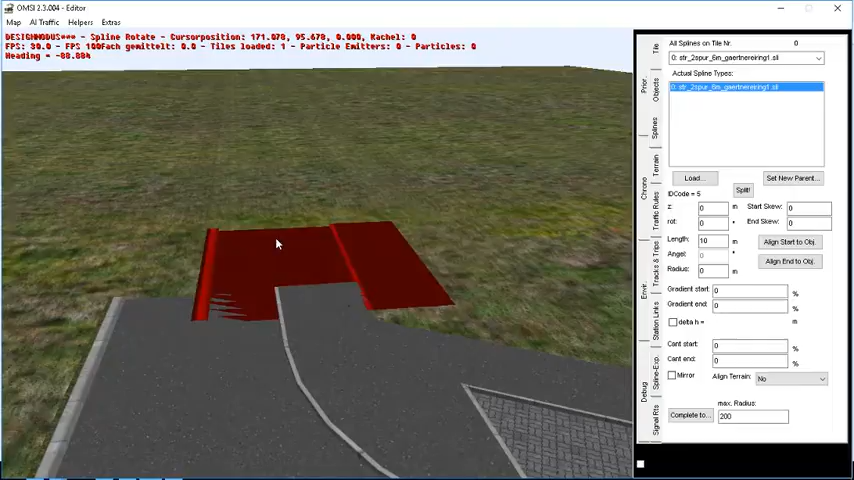 OMSI 2.3.004 - Editor
Map AI Traffic Helpers Extras
DESIGNMODUS*** - Spline Rotate - Cursorposition: 171.078, 95.678, 0.000, Kachel: 0
FPS: 30.0 - FPS 100Fach gemittelt: 0.0 - Tiles loaded: 1 - Particle Emitters: 0 - Particles: 0
Heading = -88.884
Tile
Objects
Splines
Terrain
Traffic Rules
Tracks & Trips
Station Links
Spline-Exp.
Signal Rts
Prior..
Chrono
Envir.
Debug
All Splines on Tile Nr. 0
0: str_2spur_6m_gaertnereiring1.sli
Actual Spline Types:
0: str_2spur_6m_gaertnereiring1.sli
Load... Set New Parent...
Split!
IDCode = 5
z: 0 m Start Skew: 0
rot: 0 ° End Skew: 0
Length: 10 m Align Start to Obj.
Angel: 0 °
Align End to Obj.
Radius: 0 m
Gradient start: 0 %
Gradient end: 0
delta h = m
Cant start: 0 %
Cant end: 0
Mirror Align Terrain: No
max. Radius:
Complete to... 200